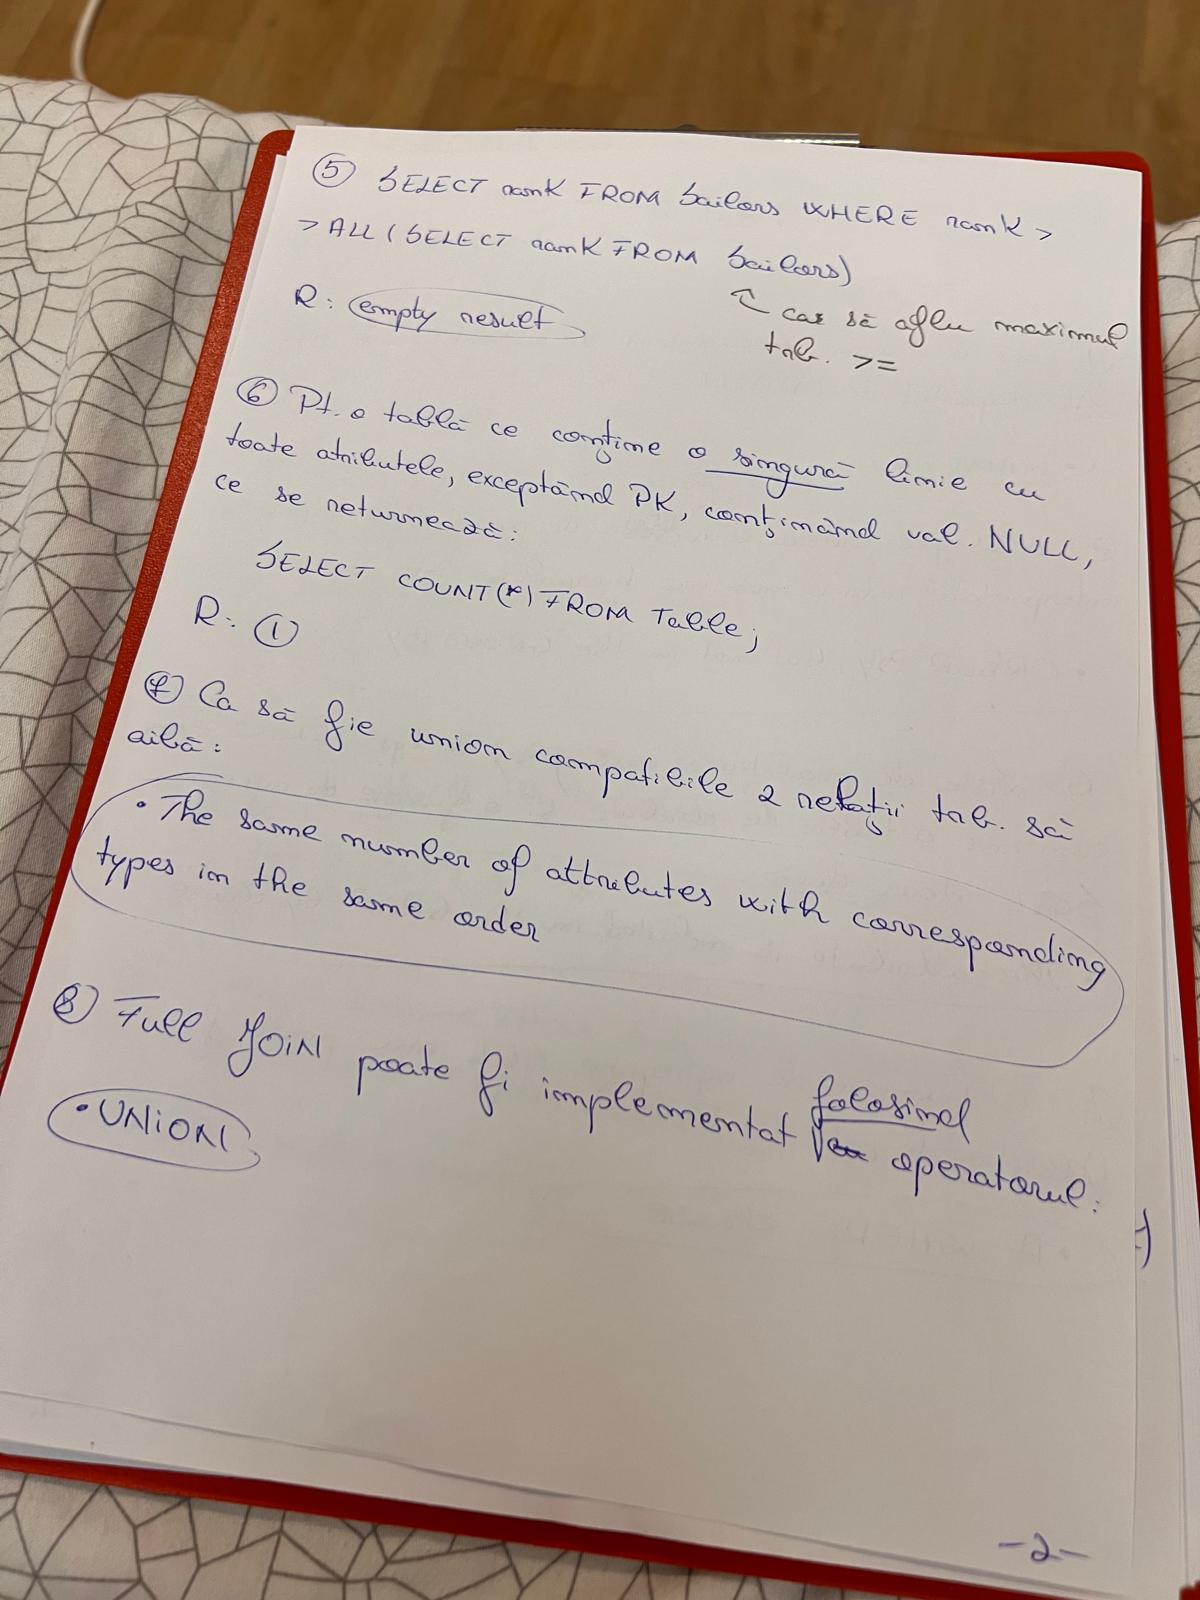 ⑤ SELECT rank FROM Sailors WHERE rank >
> ALL (SELECT rank FROM Sailors)
R: empty result
↖ ca să aflu maximul
trb. >=
⑥ Pt. o tablă ce conține o singură linie cu
toate atributele, exceptând PK, conținând val. NULL,
ce se returnează:
SELECT COUNT(*) FROM Table;
R: ①
⑦ Ca să fie union compatibile 2 relații trb. să
aibă:
• The same number of attributes with corresponding
types in the same order
⑧ Full JOIN poate fi implementat folosind operatorul:
• UNION
-2-